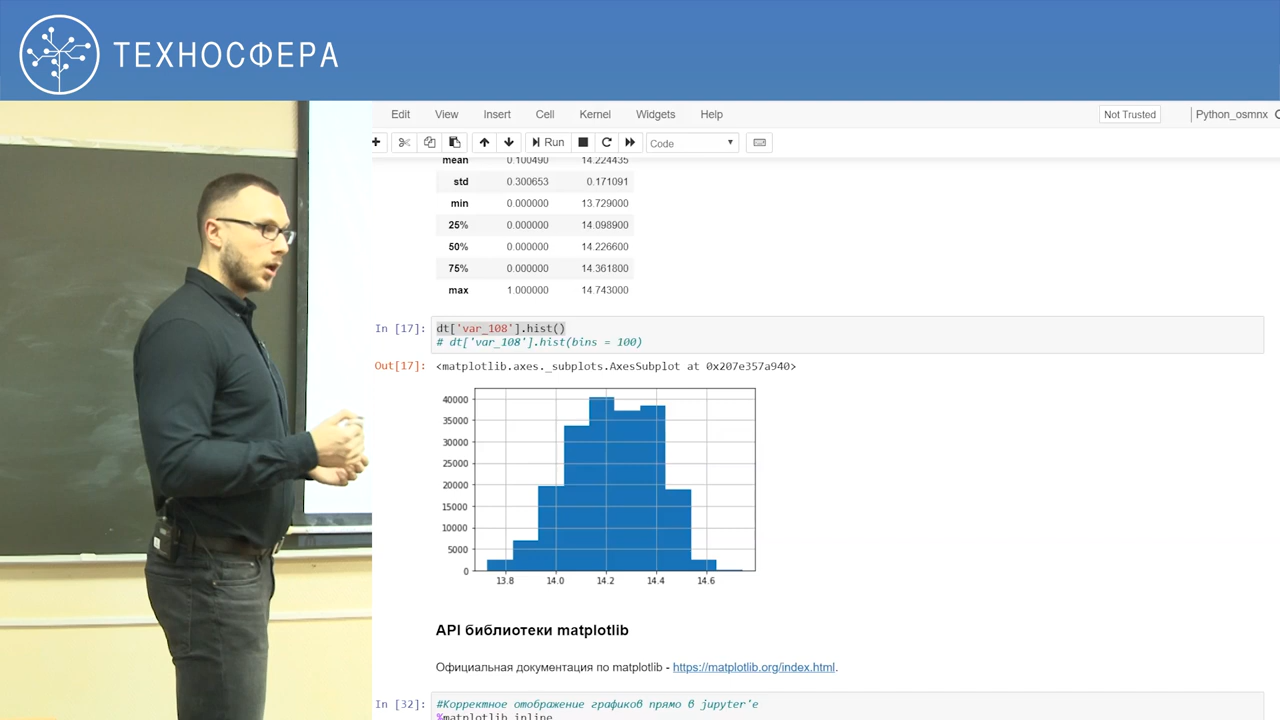 ТЕХНОСФЕРА
Edit View Insert Cell Kernel Widgets Help Not Trusted Python_osmnx
Run Code
mean 0.100490 14.224435
std 0.300653 0.171091
min 0.000000 13.729000
25% 0.000000 14.098900
50% 0.000000 14.226600
75% 0.000000 14.361800
max 1.000000 14.743000
In [17]: dt['var_108'].hist()
# dt['var_108'].hist(bins = 100)
Out[17]: <matplotlib.axes._subplots.AxesSubplot at 0x207e357a940>
40000
35000
30000
25000
20000
15000
10000
5000
0
13.8 14.0 14.2 14.4 14.6
API библиотеки matplotlib
Официальная документация по matplotlib - https://matplotlib.org/index.html.
In [32]: #Корректное отображение графиков прямо в jupyter'е
%matplotlib inline